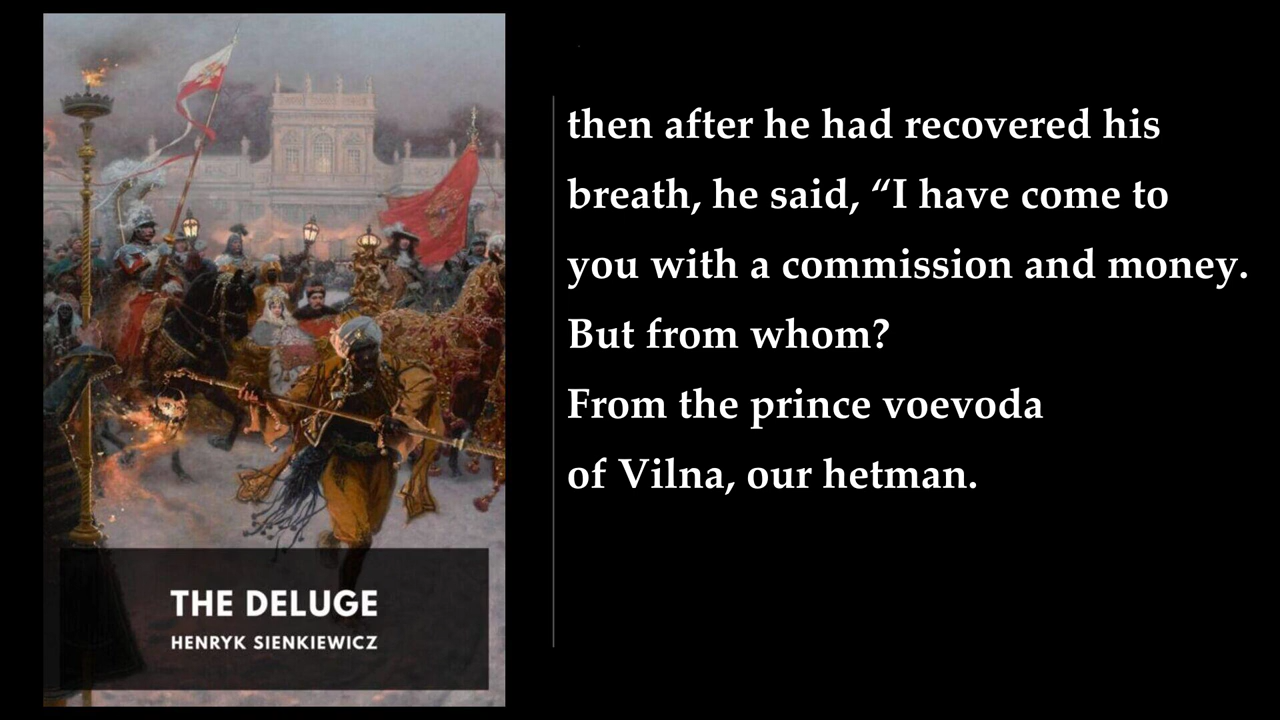 THE DELUGE
HENRYK SIENKIEWICZ
then after he had recovered his
breath, he said, “I have come to
you with a commission and money.
But from whom?
From the prince voevoda
of Vilna, our hetman.